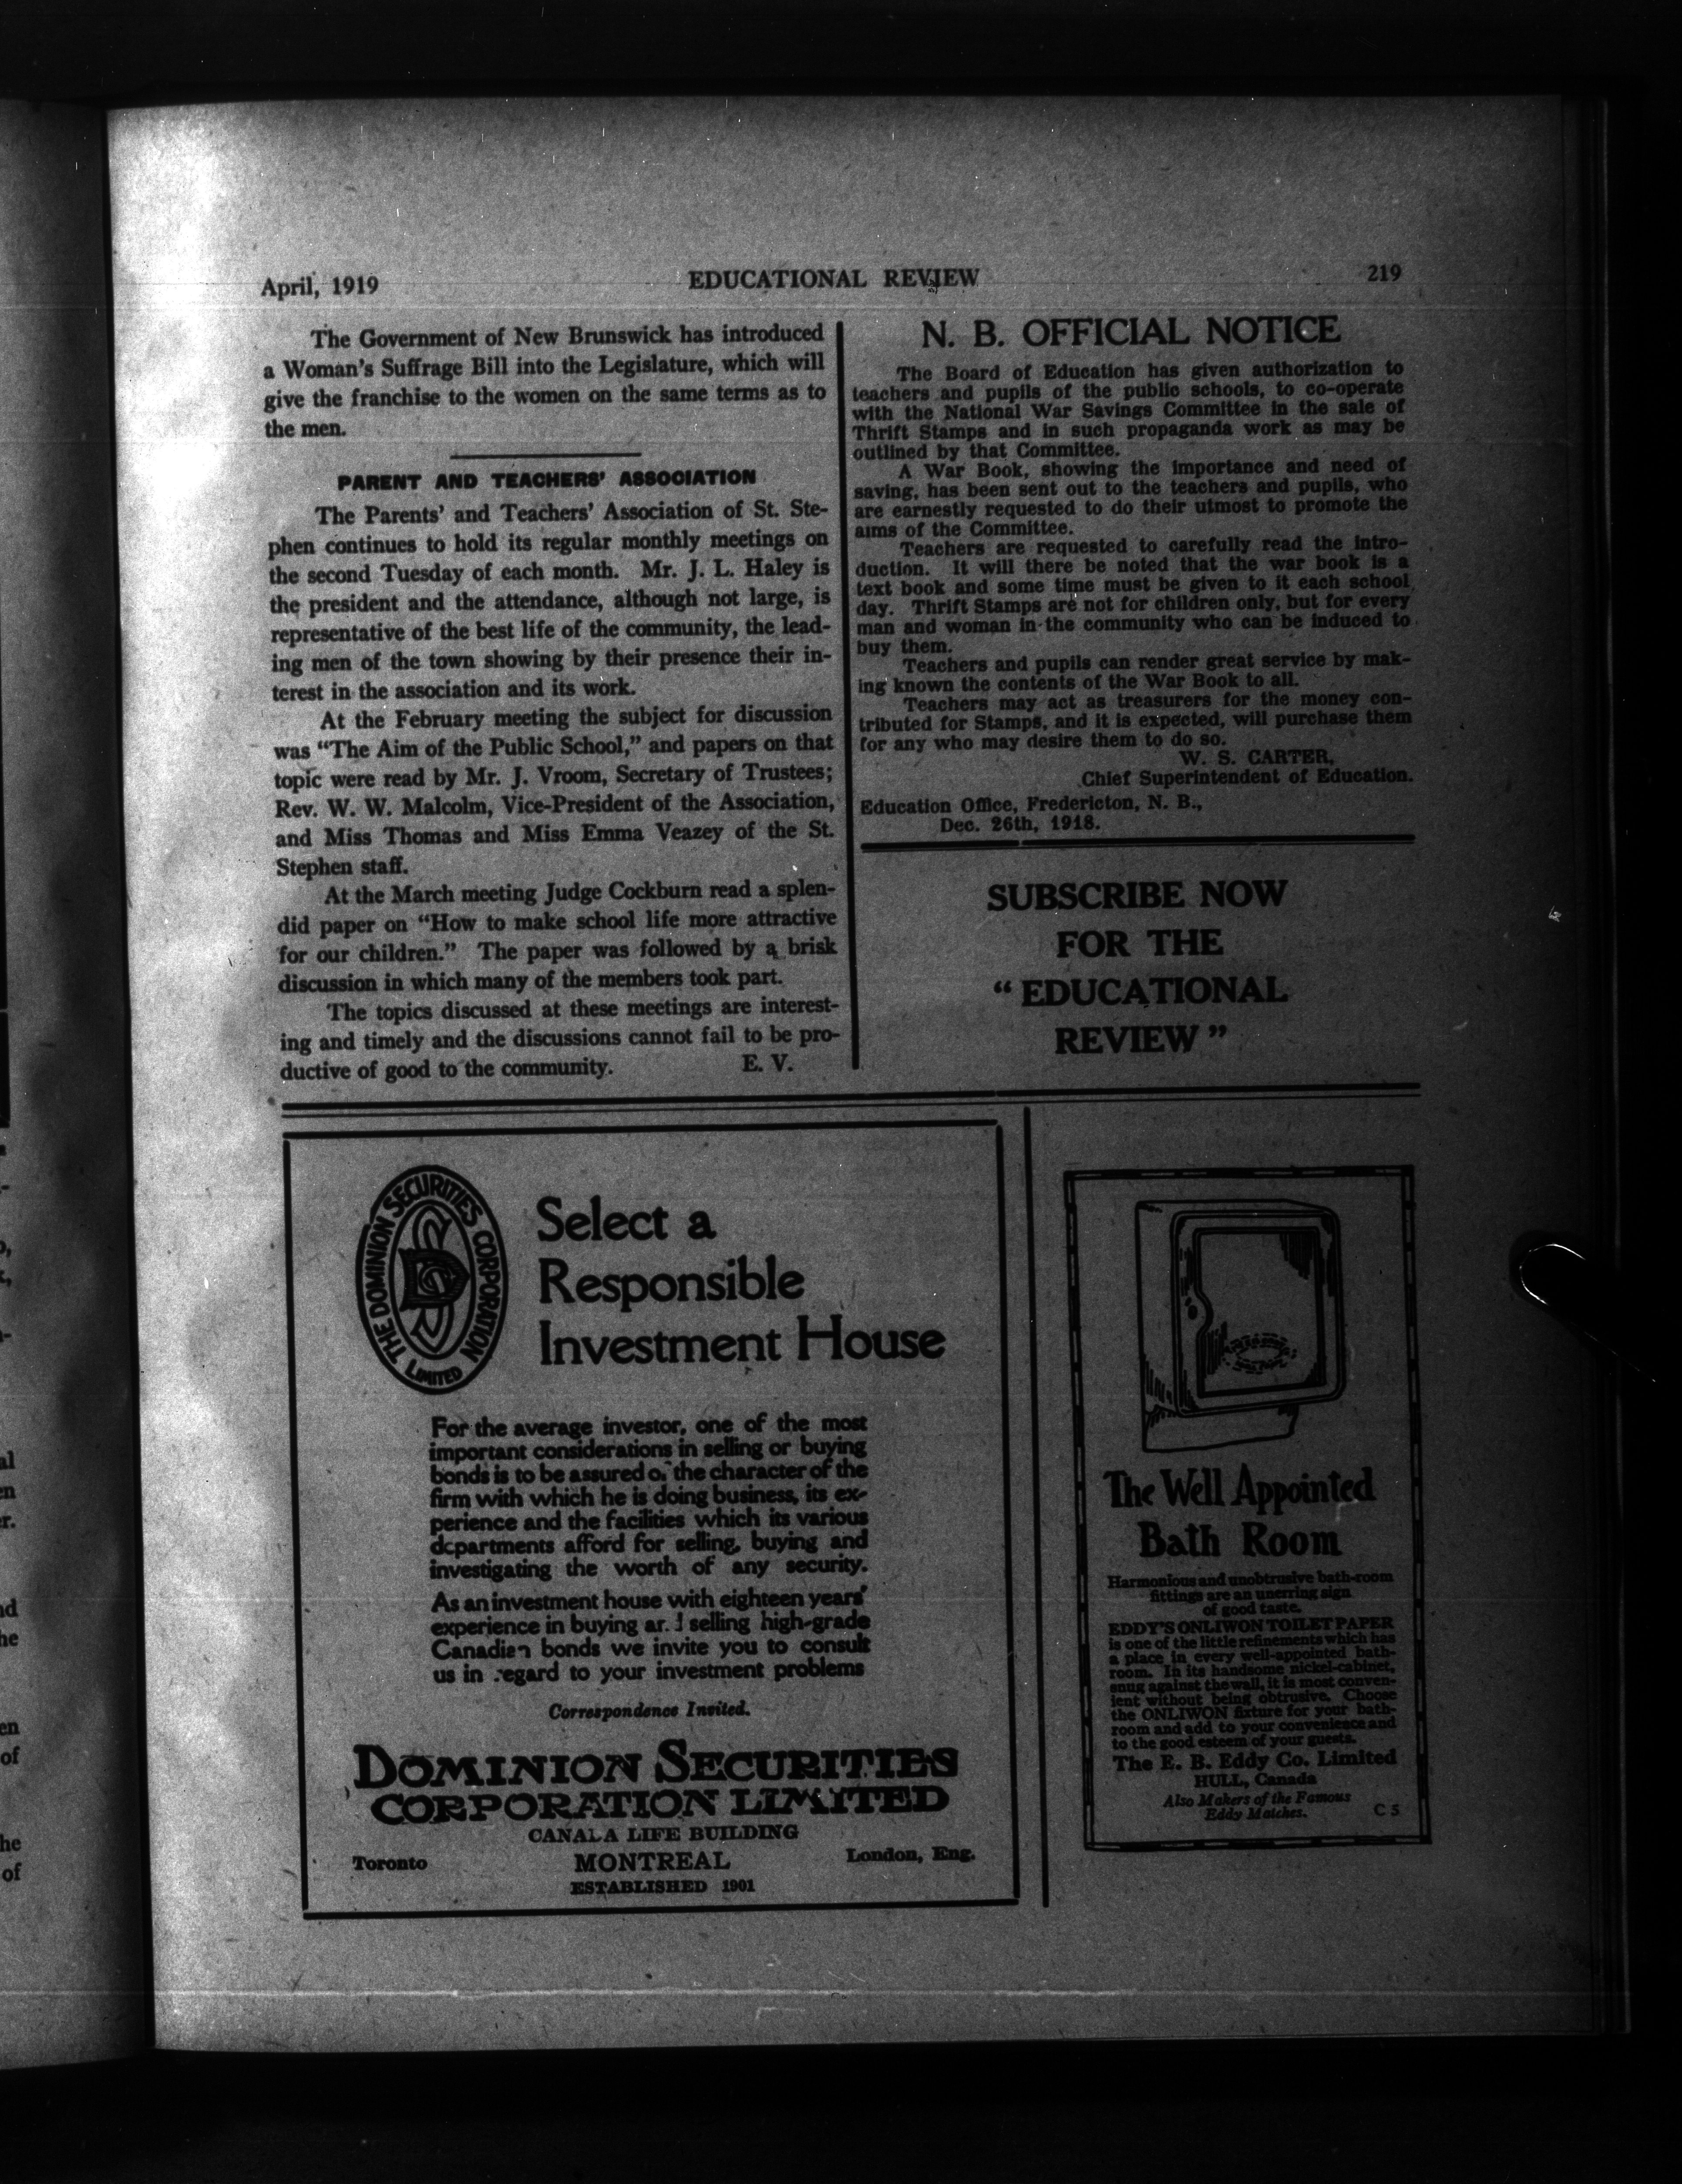 April, 1919
EDUCATIONAL REVIEW
219
The Government of New Brunswick has introduced
a Woman's Suffrage Bill into the Legislature, which will
give the franchise to the women on the same terms as to
the men.
PARENT AND TEACHERS' ASSOCIATION
The Parents' and Teachers' Association of St. Ste-
phen continues to hold its regular monthly meetings on
the second Tuesday of each month. Mr. J. L. Haley is
the president and the attendance, although not large, is
representative of the best life of the community, the lead-
ing men of the town showing by their presence their in-
terest in the association and its work.
At the February meeting the subject for discussion
was "The Aim of the Public School," and papers on that
topic were read by Mr. J. Vroom, Secretary of Trustees;
Rev. W. W. Malcolm, Vice-President of the Association,
and Miss Thomas and Miss Emma Veazey of the St.
Stephen staff.
At the March meeting Judge Cockburn read a splen-
did paper on "How to make school life more attractive
for our children." The paper was followed by a brisk
discussion in which many of the members took part.
The topics discussed at these meetings are interest-
ing and timely and the discussions cannot fail to be pro-
ductive of good to the community. E. V.
N. B. OFFICIAL NOTICE
The Board of Education has given authorization to
teachers and pupils of the public schools, to co-operate
with the National War Savings Committee in the sale of
Thrift Stamps and in such propaganda work as may be
outlined by that Committee.
A War Book, showing the importance and need of
saving, has been sent out to the teachers and pupils, who
are earnestly requested to do their utmost to promote the
aims of the Committee.
Teachers are requested to carefully read the intro-
duction. It will there be noted that the war book is a
text book and some time must be given to it each school
day. Thrift Stamps are not for children only, but for every
man and woman in the community who can be induced to
buy them.
Teachers and pupils can render great service by mak-
ing known the contents of the War Book to all.
Teachers may act as treasurers for the money con-
tributed for Stamps, and it is expected, will purchase them
for any who may desire them to do so.
W. S. CARTER,
Chief Superintendent of Education.
Education Office, Fredericton, N. B.,
Dec. 26th, 1918.
SUBSCRIBE NOW
FOR THE
"EDUCATIONAL
REVIEW"
THE DOMINION SECURITIES CORPORATION
LIMITED
Select a
Responsible
Investment House
For the average investor, one of the most
important considerations in selling or buying
bonds is to be assured of the character of the
firm with which he is doing business, its ex-
perience and the facilities which its various
departments afford for selling, buying and
investigating the worth of any security.
As an investment house with eighteen years'
experience in buying and selling high-grade
Canadian bonds we invite you to consult
us in regard to your investment problems
Correspondence Invited.
DOMINION SECURITIES
CORPORATION LIMITED
CANADA LIFE BUILDING
Toronto MONTREAL London, Eng.
ESTABLISHED 1901
The Well Appointed
Bath Room
Harmonious and unobtrusive bath-room
fittings are an unerring sign
of good taste.
EDDY'S ONLIWON TOILET PAPER
is one of the little refinements which has
a place in every well-appointed bath-
room. In its handsome nickel-cabinet,
snug against the wall, it is most conven-
ient without being obtrusive. Choose
the ONLIWON fixture for your bath-
room and add to your convenience and
to the good esteem of your guests.
The E. B. Eddy Co. Limited
HULL, Canada
Also Makers of the Famous
Eddy Matches. C 5